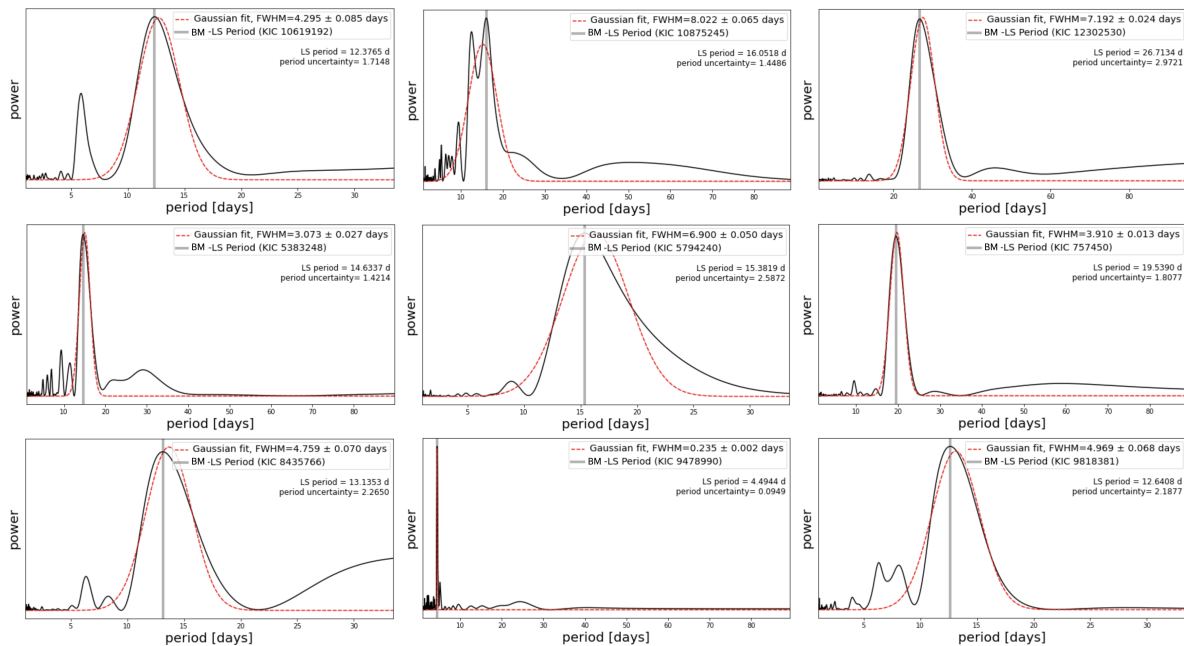 Gaussian fit, FWHM=4.295 ± 0.085 days
BM -LS Period (KIC 10619192)
LS period = 12.3765 d
period uncertainty= 1.7148
power
5 10 15 20 25 30
period [days]
Gaussian fit, FWHM=8.022 ± 0.065 days
BM -LS Period (KIC 10875245)
LS period = 16.0518 d
period uncertainty= 1.4486
power
10 20 30 40 50 60 70 80
period [days]
Gaussian fit, FWHM=7.192 ± 0.024 days
BM -LS Period (KIC 12302530)
LS period = 26.7134 d
period uncertainty= 2.9721
power
20 40 60 80
period [days]
Gaussian fit, FWHM=3.073 ± 0.027 days
BM -LS Period (KIC 5383248)
LS period = 14.6337 d
period uncertainty= 1.4214
power
10 20 30 40 50 60 70 80
period [days]
Gaussian fit, FWHM=6.900 ± 0.050 days
BM -LS Period (KIC 5794240)
LS period = 15.3819 d
period uncertainty= 2.5872
power
5 10 15 20 25 30
period [days]
Gaussian fit, FWHM=3.910 ± 0.013 days
BM -LS Period (KIC 757450)
LS period = 19.5390 d
period uncertainty= 1.8077
power
10 20 30 40 50 60 70 80
period [days]
Gaussian fit, FWHM=4.759 ± 0.070 days
BM -LS Period (KIC 8435766)
LS period = 13.1353 d
period uncertainty= 2.2650
power
5 10 15 20 25 30
period [days]
Gaussian fit, FWHM=0.235 ± 0.002 days
BM -LS Period (KIC 9478990)
LS period = 4.4944 d
period uncertainty= 0.0949
power
10 20 30 40 50 60 70 80
period [days]
Gaussian fit, FWHM=4.969 ± 0.068 days
BM -LS Period (KIC 9818381)
LS period = 12.6408 d
period uncertainty= 2.1877
power
5 10 15 20 25 30
period [days]